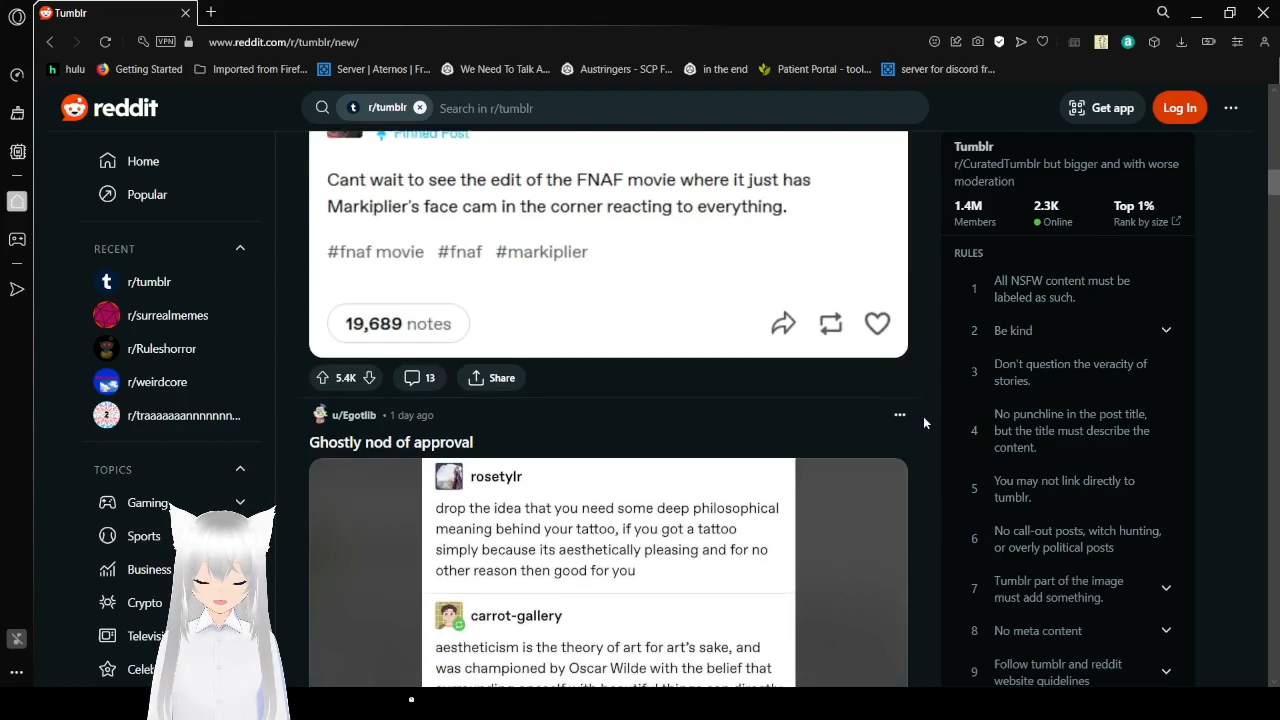 Tumblr
www.reddit.com/r/tumblr/new/
VPN
hulu
Getting Started
Imported from Firef...
Server | Aternos | Fr...
We Need To Talk A...
Austringers - SCP F...
in the end
Patient Portal - tool...
server for discord fr...
reddit
r/tumblr
Search in r/tumblr
Get app
Log In
Home
Popular
RECENT
r/tumblr
r/surrealmemes
r/Ruleshorror
r/weirdcore
r/traaaaaaannnnnnn...
TOPICS
Gaming
Sports
Business
Crypto
Pinned Post
Cant wait to see the edit of the FNAF movie where it just has
Markiplier's face cam in the corner reacting to everything.
#fnaf movie #fnaf #markiplier
19,689 notes
5.4K
13
Share
u/Egotlib • 1 day ago
Ghostly nod of approval
rosetylr
drop the idea that you need some deep philosophical
meaning behind your tattoo, if you got a tattoo
simply because its aesthetically pleasing and for no
other reason then good for you
carrot-gallery
aestheticism is the theory of art for art's sake, and
was championed by Oscar Wilde with the belief that
Tumblr
r/CuratedTumblr but bigger and with worse
moderation
1.4M
Members
2.3K
Online
Top 1%
Rank by size
RULES
1 All NSFW content must be
labeled as such.
2 Be kind
3 Don't question the veracity of
stories.
4 No punchline in the post title,
but the title must describe the
content.
5 You may not link directly to
tumblr.
6 No call-out posts, witch hunting,
or overly political posts
7 Tumblr part of the image
must add something.
8 No meta content
9 Follow tumblr and reddit
website guidelines